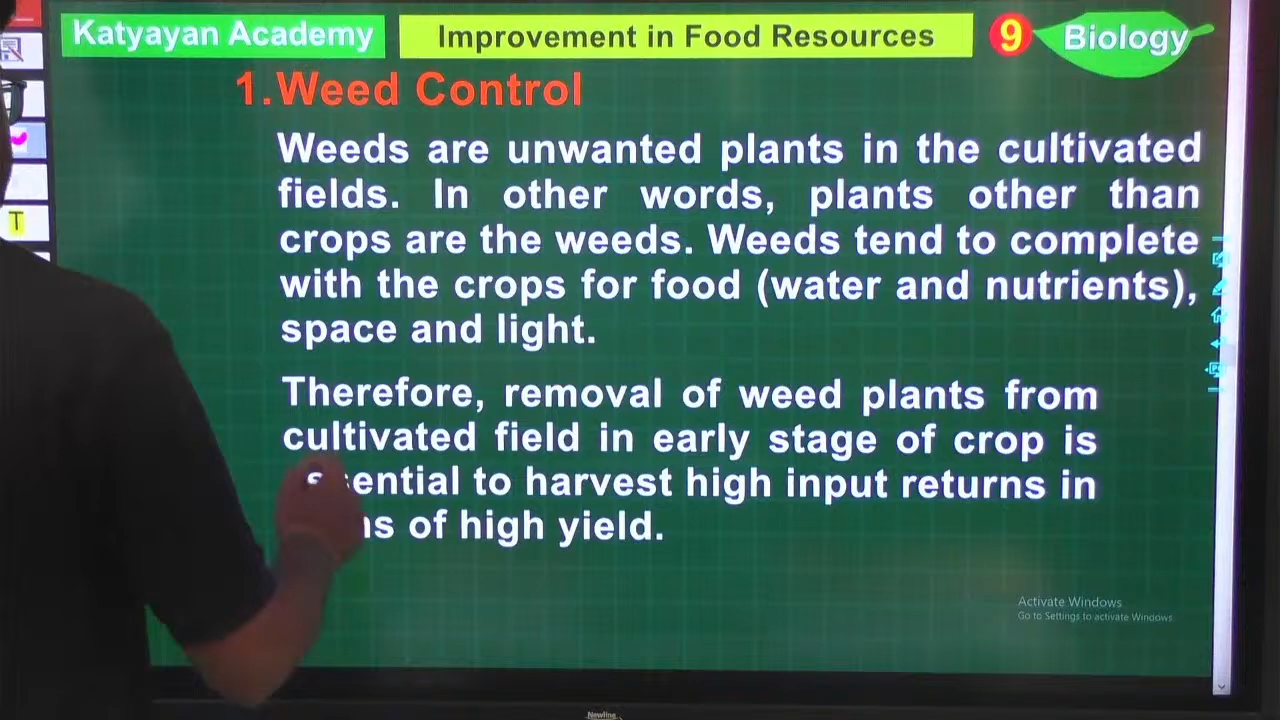 Katyayan Academy
Improvement in Food Resources
9
Biology
1.Weed Control
Weeds are unwanted plants in the cultivated
fields. In other words, plants other than
crops are the weeds. Weeds tend to complete
with the crops for food (water and nutrients),
space and light.
Therefore, removal of weed plants from
cultivated field in early stage of crop is
to harvest high input returns in
of high yield.
T
Activate Windows
Go to Settings to activate Windows
Newline